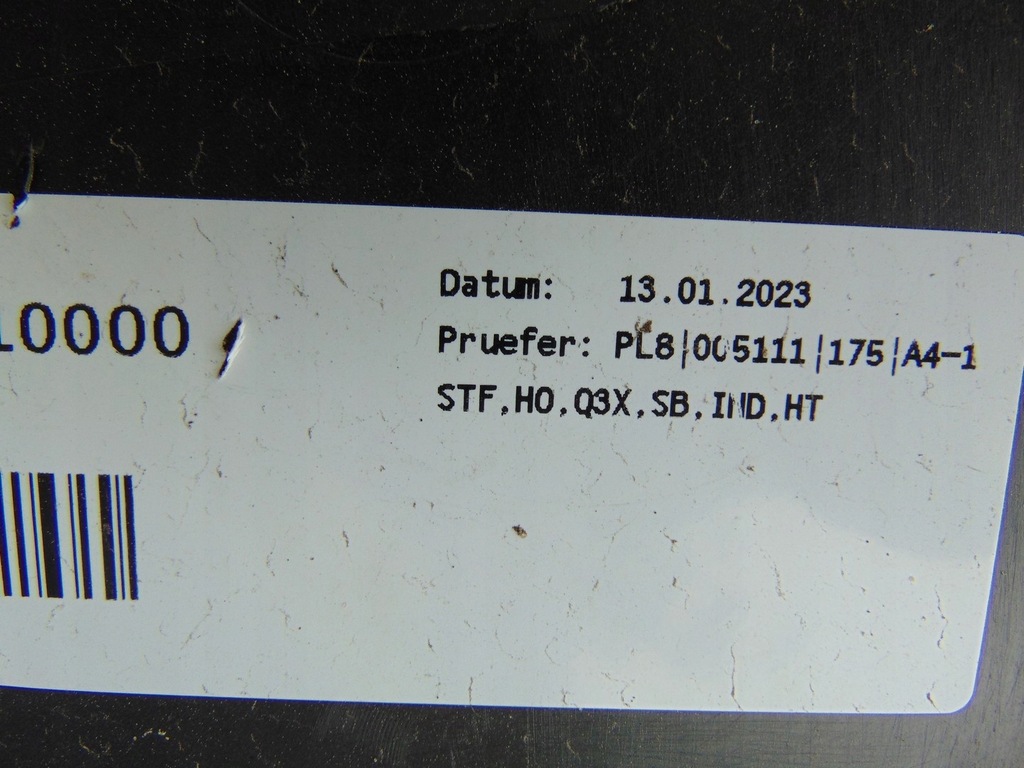 10000
Datum: 13.01.2023
Pruefer: PL8|005111|175|A4-1
STF,HO,Q3X,SB,IND,HT